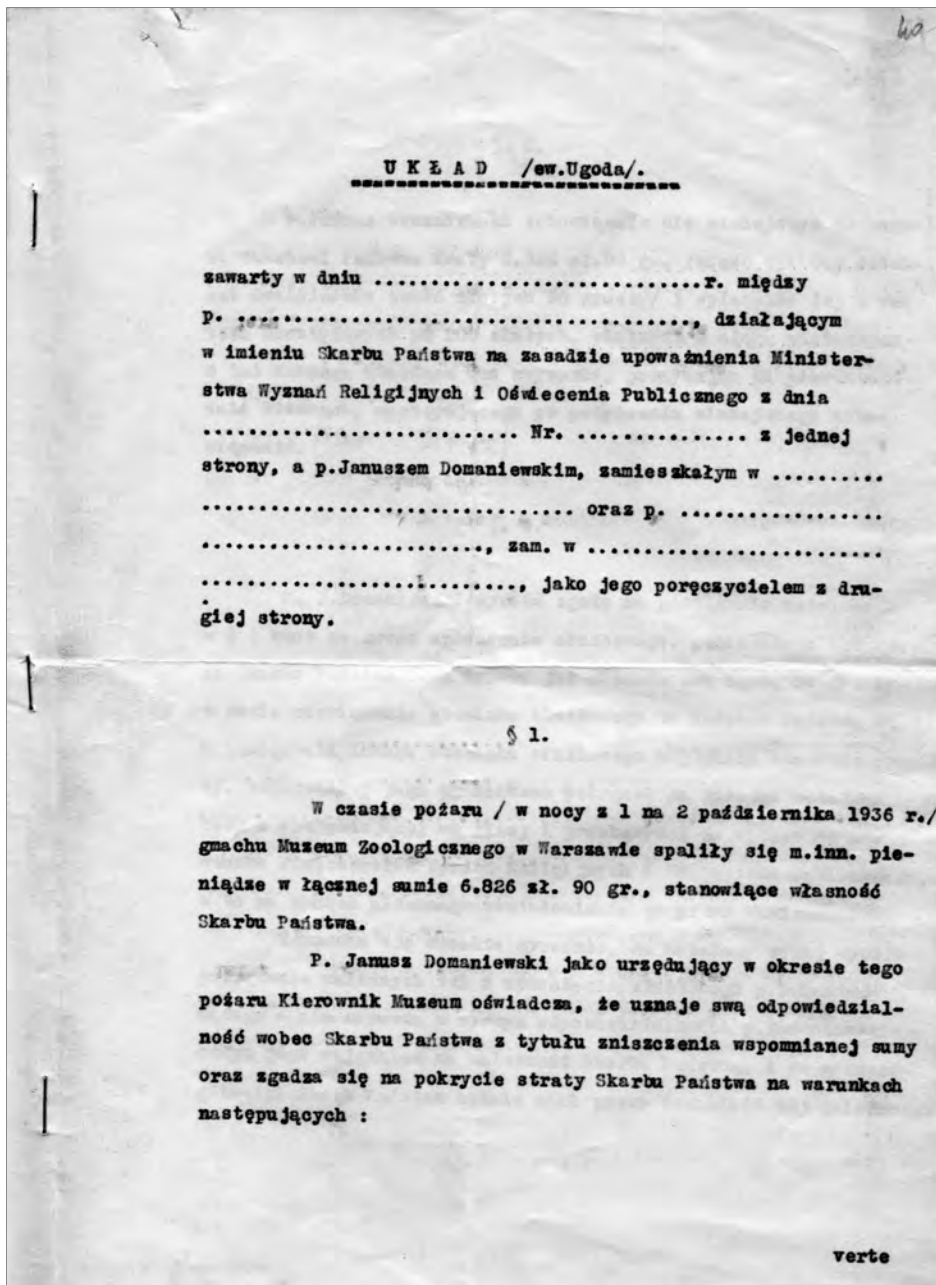 40
U K Ł A D /ew.Ugoda/.
zawarty w dniu ..............................r. między
p. .........................................., działającym
w imieniu Skarbu Państwa na zasadzie upoważnienia Minister-
stwa Wyznań Religijnych i Oświecenia Publicznego z dnia
............................. Nr. ................ z jednej
strony, a p.Januszem Domaniewskim, zamieszkałym w ..........
.................................. oraz p. ...................
.........................., zam. w ...........................
............................., jako jego poręczycielem z dru-
giej strony.
§ 1.
W czasie pożaru / w nocy z 1 na 2 października 1936 r./
gmachu Muzeum Zoologicznego w Warszawie spaliły się m.inn. pie-
niądze w łącznej sumie 6.826 zł. 90 gr., stanowiące własność
Skarbu Państwa.
P. Janusz Domaniewski jako urzędujący w okresie tego
pożaru Kierownik Muzeum oświadcza, że uznaje swą odpowiedzial-
ność wobec Skarbu Państwa z tytułu zniszczenia wspomnianej sumy
oraz zgadza się na pokrycie straty Skarbu Państwa na warunkach
następujących :
verte